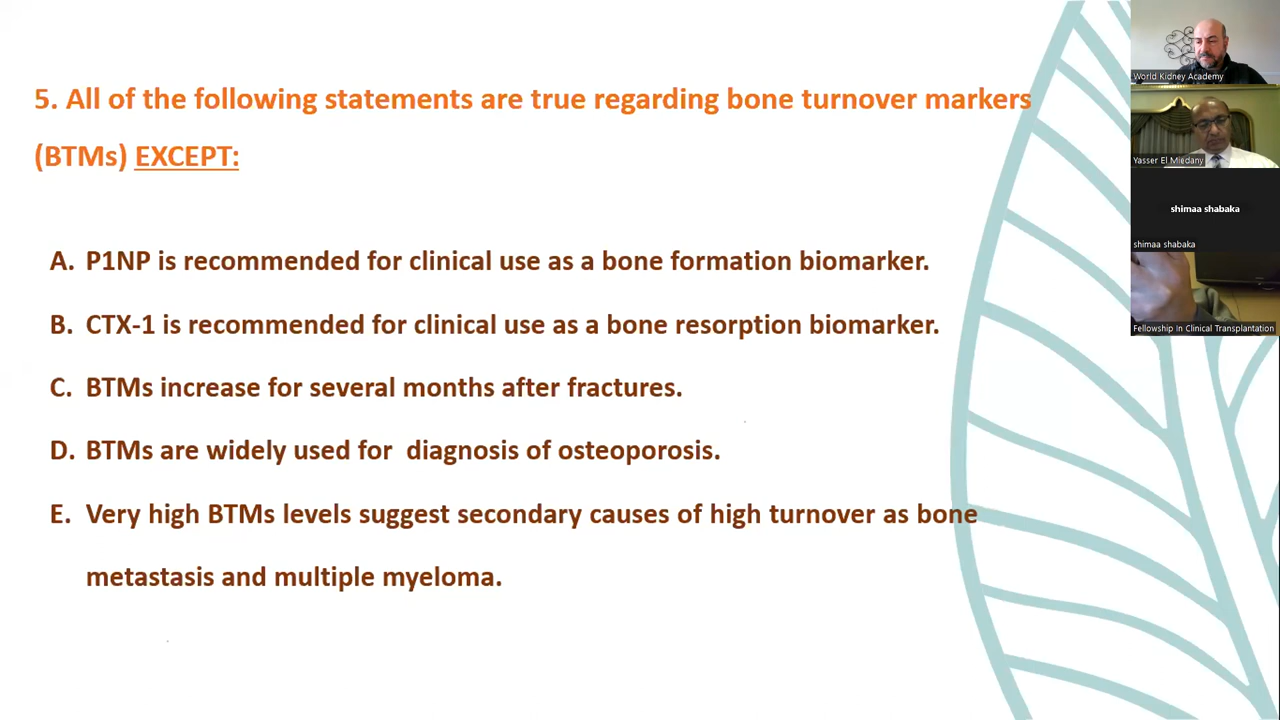 5. All of the following statements are true regarding bone turnover markers
(BTMs) EXCEPT:
A. P1NP is recommended for clinical use as a bone formation biomarker.
B. CTX-1 is recommended for clinical use as a bone resorption biomarker.
C. BTMs increase for several months after fractures.
D. BTMs are widely used for diagnosis of osteoporosis.
E. Very high BTMs levels suggest secondary causes of high turnover as bone
metastasis and multiple myeloma.
World Kidney Academy
Yasser El Miedany
shimaa shabaka
shimaa shabaka
Fellowship In Clinical Transplantation